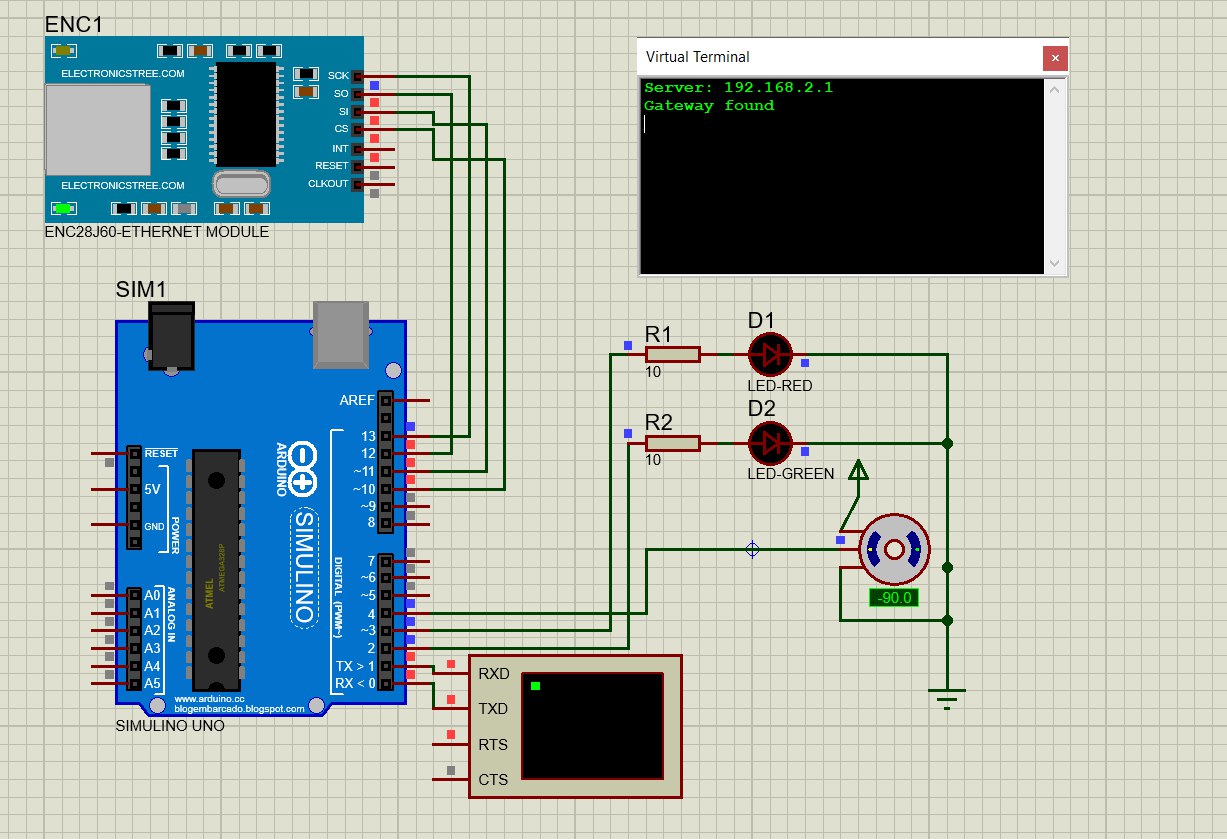 ENC1
ELECTRONICSTREE.COM
SCK
SO
SI
CS
INT
RESET
CLKOUT
ELECTRONICSTREE.COM
ENC28J60-ETHERNET MODULE
Virtual Terminal
Server: 192.168.2.1
Gateway found
SIM1
AREF
13
12
~11
~10
~9
8
7
~6
~5
4
~3
2
TX > 1
RX < 0
RESET
5V
GND
POWER
A0
A1
A2
A3
A4
A5
ANALOG IN
ATMEL
ATMEGA328P
ARDUINO
SIMULINO
DIGITAL (PWM~)
www.arduino.cc
blogembarcado.blogspot.com
SIMULINO UNO
R1
10
D1
LED-RED
R2
10
D2
LED-GREEN
-90.0
RXD
TXD
RTS
CTS